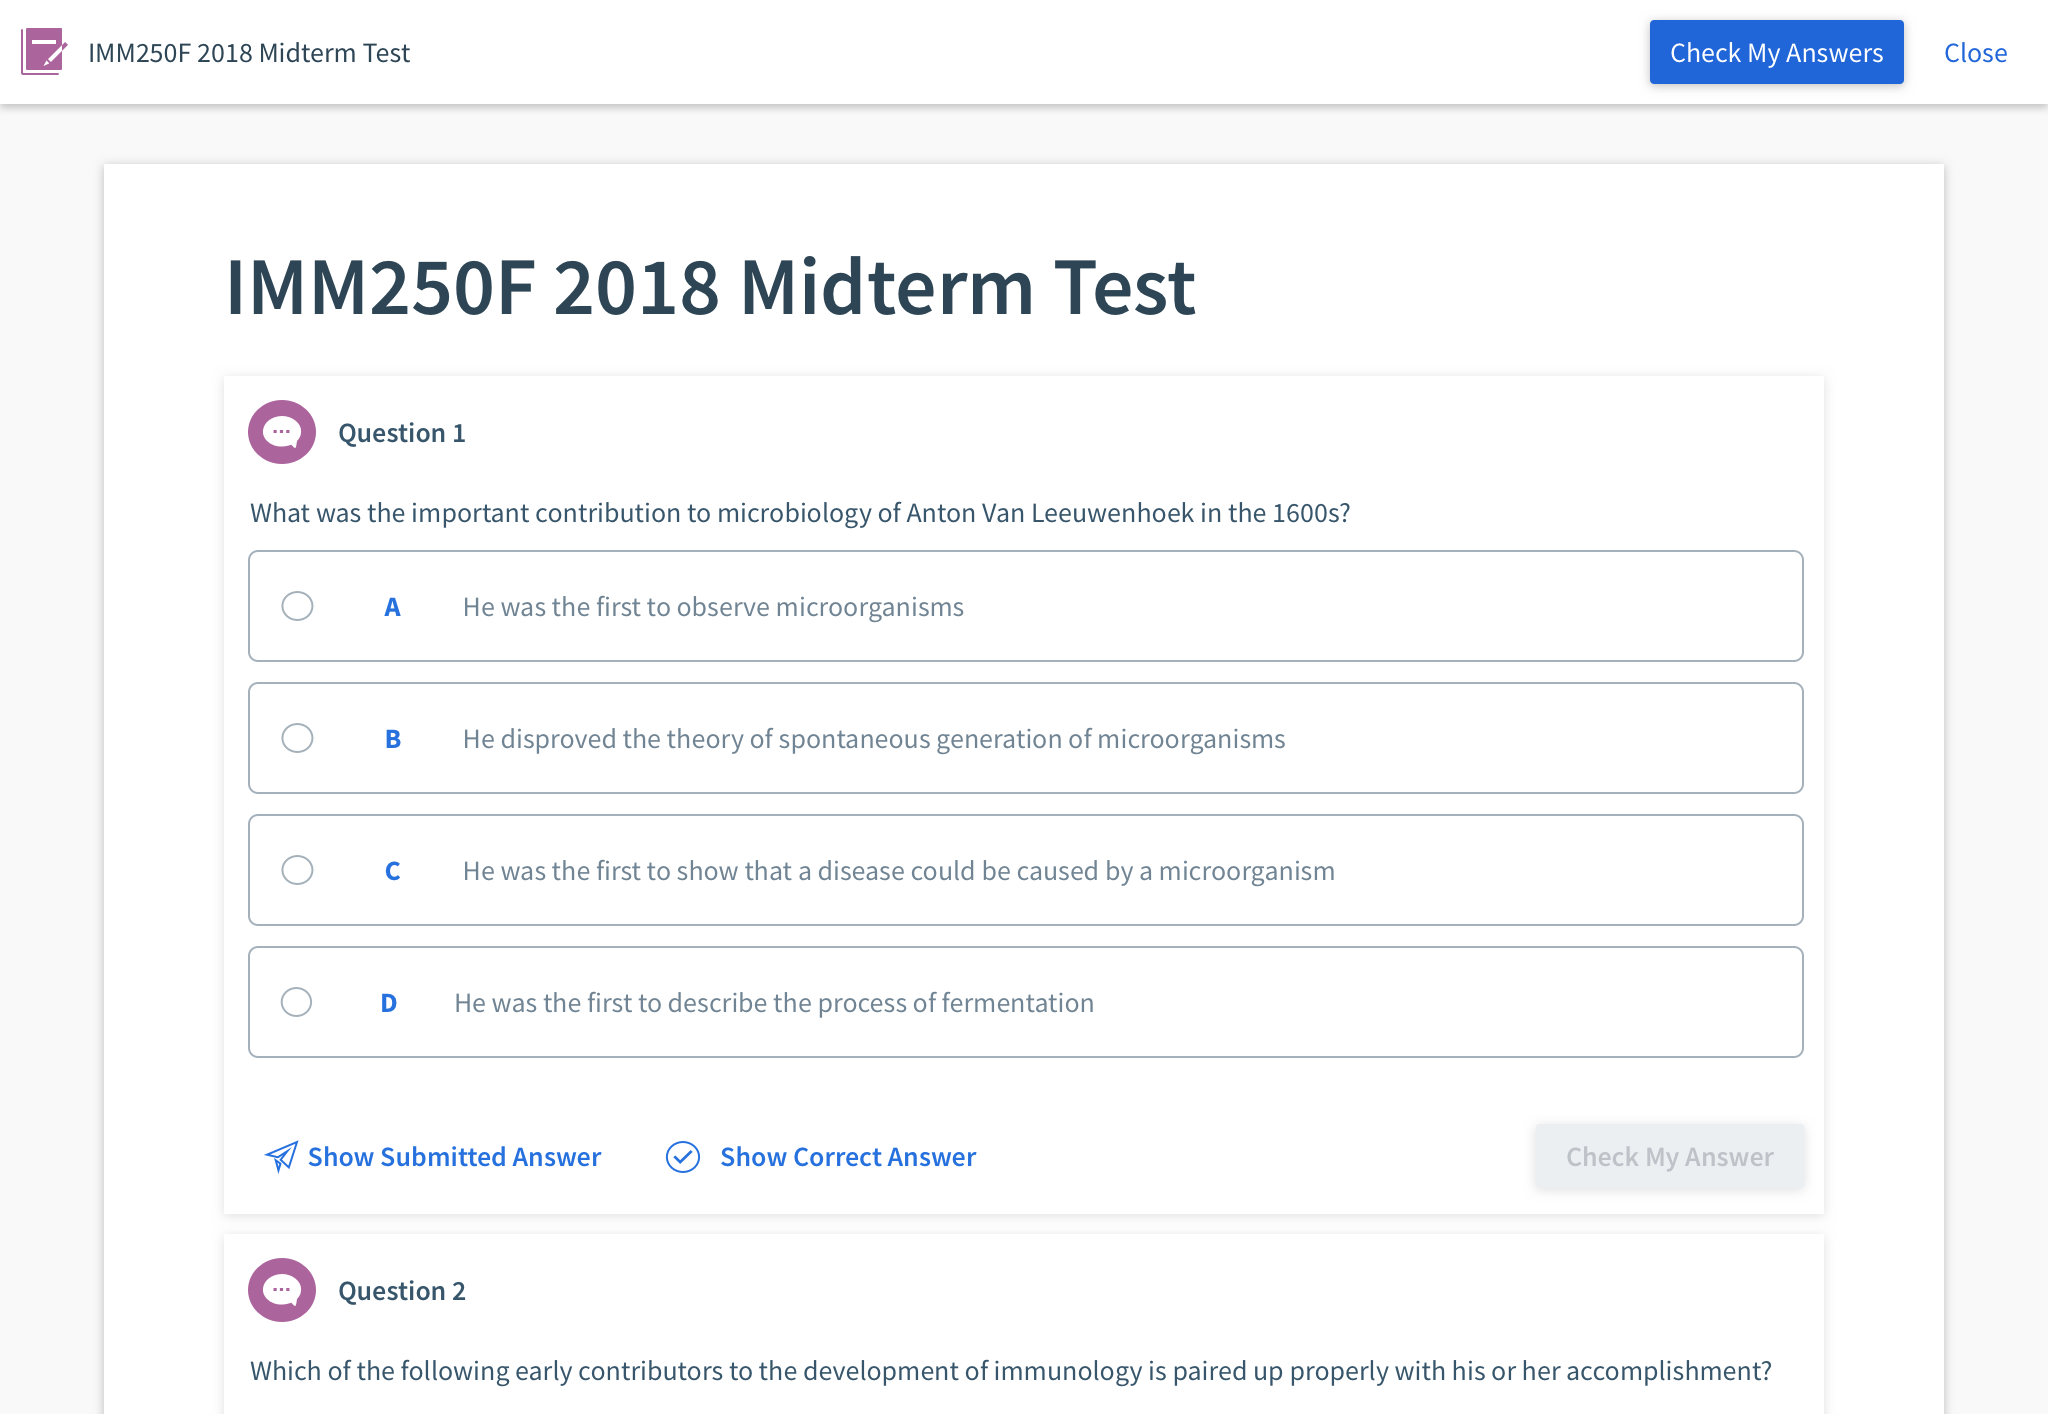 IMM250F 2018 Midterm Test
Check My Answers
Close
IMM250F 2018 Midterm Test
Question 1
What was the important contribution to microbiology of Anton Van Leeuwenhoek in the 1600s?
A He was the first to observe microorganisms
B He disproved the theory of spontaneous generation of microorganisms
C He was the first to show that a disease could be caused by a microorganism
D He was the first to describe the process of fermentation
Show Submitted Answer
Show Correct Answer
Check My Answer
Question 2
Which of the following early contributors to the development of immunology is paired up properly with his or her accomplishment?